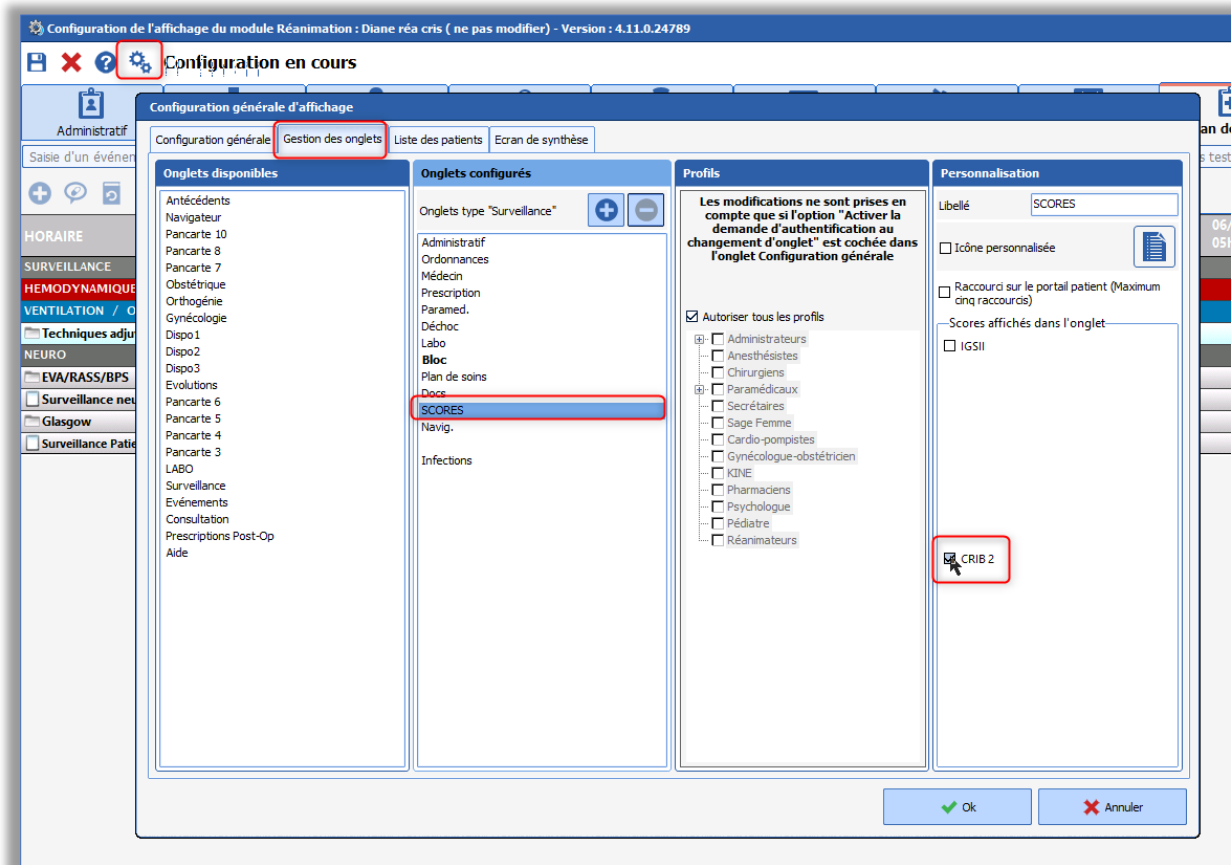 Configuration de l'affichage du module Réanimation : Diane réa cris ( ne pas modifier) - Version : 4.11.0.24789
Configuration en cours
Administratif
an de
Saisie d'un événem
s test
HORAIRE
06/
05H
SURVEILLANCE
HEMODYNAMIQUE
VENTILATION / O
Techniques adju
NEURO
EVA/RASS/BPS
Surveillance neu
Glasgow
Surveillance Patie
Configuration générale d'affichage
Configuration générale
Gestion des onglets
Liste des patients
Ecran de synthèse
Onglets disponibles
Antécédents
Navigateur
Pancarte 10
Pancarte 8
Pancarte 7
Obstétrique
Orthogénie
Gynécologie
Dispo1
Dispo2
Dispo3
Evolutions
Pancarte 6
Pancarte 5
Pancarte 4
Pancarte 3
LABO
Surveillance
Evénements
Consultation
Prescriptions Post-Op
Aide
Onglets configurés
Onglets type "Surveillance"
Administratif
Ordonnances
Médecin
Prescription
Paramed.
Déchoc
Labo
Bloc
Plan de soins
Docs
SCORES
Navig.
Infections
Profils
Les modifications ne sont prises en
compte que si l'option "Activer la
demande d'authentification au
changement d'onglet" est cochée dans
l'onglet Configuration générale
Autoriser tous les profils
Administrateurs
Anesthésistes
Chirurgiens
Paramédicaux
Secrétaires
Sage Femme
Cardio-pompistes
Gynécologue-obstétricien
KINE
Pharmaciens
Psychologue
Pédiatre
Réanimateurs
Personnalisation
Libellé
SCORES
Icône personnalisée
Raccourci sur le portail patient (Maximum
cinq raccourcis)
Scores affichés dans l'onglet
IGSII
CRIB 2
Ok
Annuler